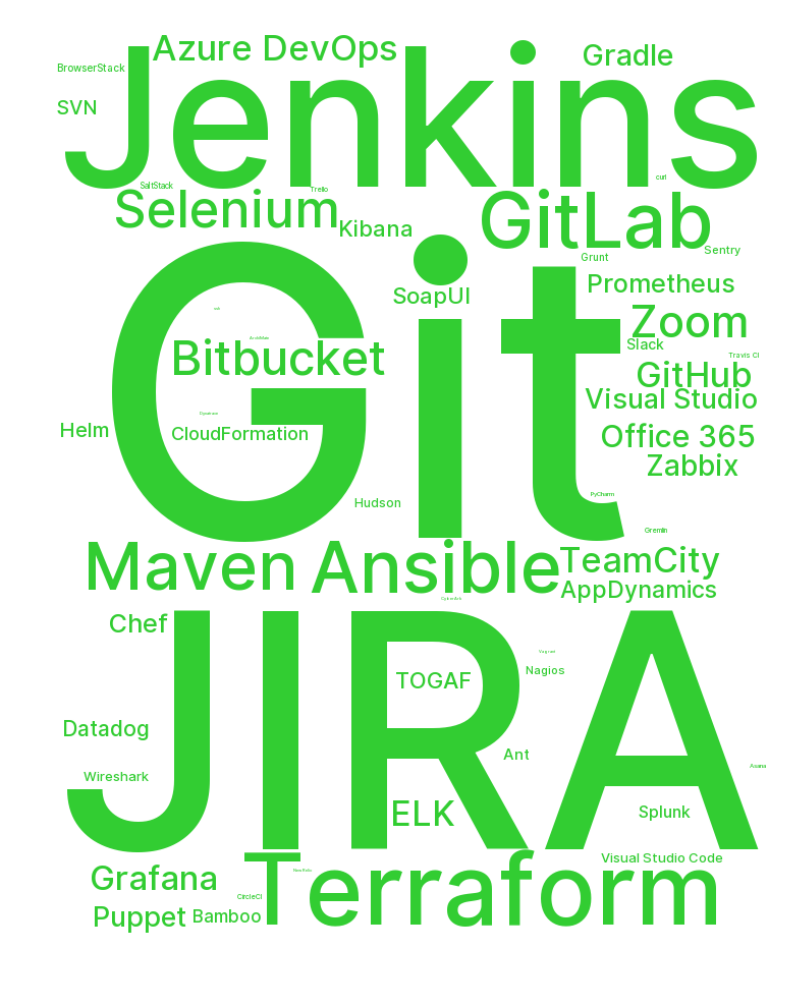 Azure DevOps
Gradle
BrowserStack
Jenkins
SVN
curl
SaltStack
Trello
Selenium
GitLab
Kibana
Sentry
Grunt
Git
Prometheus
SoapUI
Zoom
Bitbucket
Slack
Travis CI
GitHub
Visual Studio
Helm
CloudFormation
Office 365
Zabbix
PyCharm
Hudson
Gremlin
Maven
Ansible
TeamCity
AppDynamics
JIRA
Chef
Nagios
TOGAF
Datadog
Ant
Asana
Wireshark
ELK
Splunk
Terraform
Visual Studio Code
Grafana
CircleCI
Puppet
Bamboo